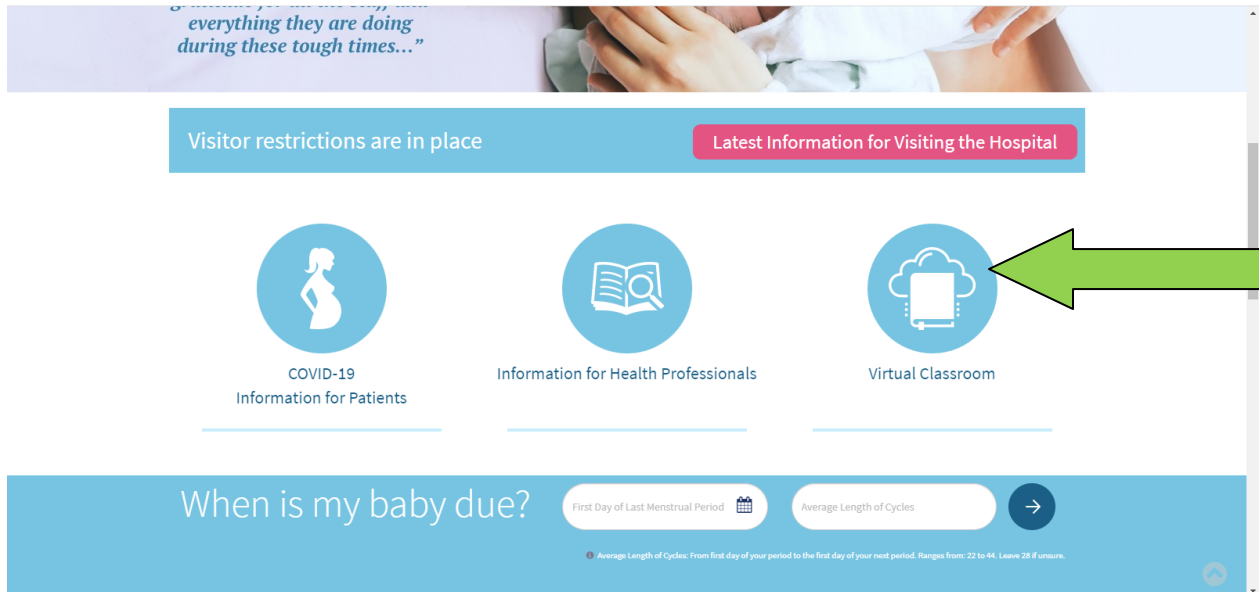 everything they are doing
during these tough times…”
Visitor restrictions are in place
Latest Information for Visiting the Hospital
COVID-19
Information for Patients
Information for Health Professionals
Virtual Classroom
When is my baby due?
First Day of Last Menstrual Period
Average Length of Cycles
Average Length of Cycles: From first day of your period to the first day of your next period. Ranges from: 22 to 44. Leave 28 if unsure.